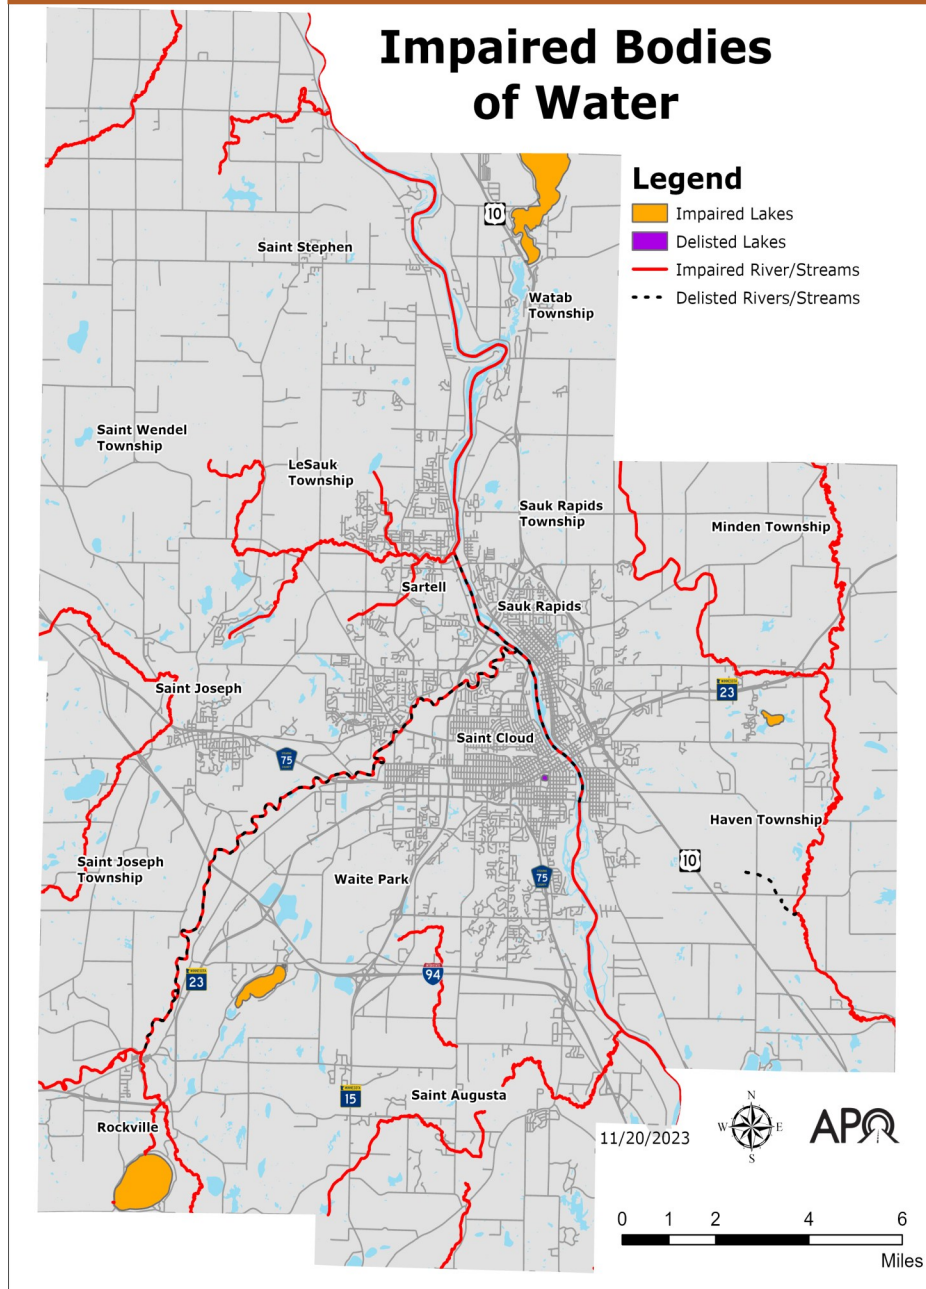 Impaired Bodies
of Water
Legend
Impaired Lakes
Delisted Lakes
Impaired River/Streams
Delisted Rivers/Streams
10
Saint Stephen
Watab
Township
Saint Wendel
Township
LeSauk
Township
Sauk Rapids
Township
Minden Township
Sartell
Sauk Rapids
Saint Joseph
23
Saint Cloud
75
Haven Township
Saint Joseph
Township
Waite Park
75
10
23
94
15
Saint Augusta
Rockville
11/20/2023
N
W
E
S
APO
0
1
2
4
6
Miles